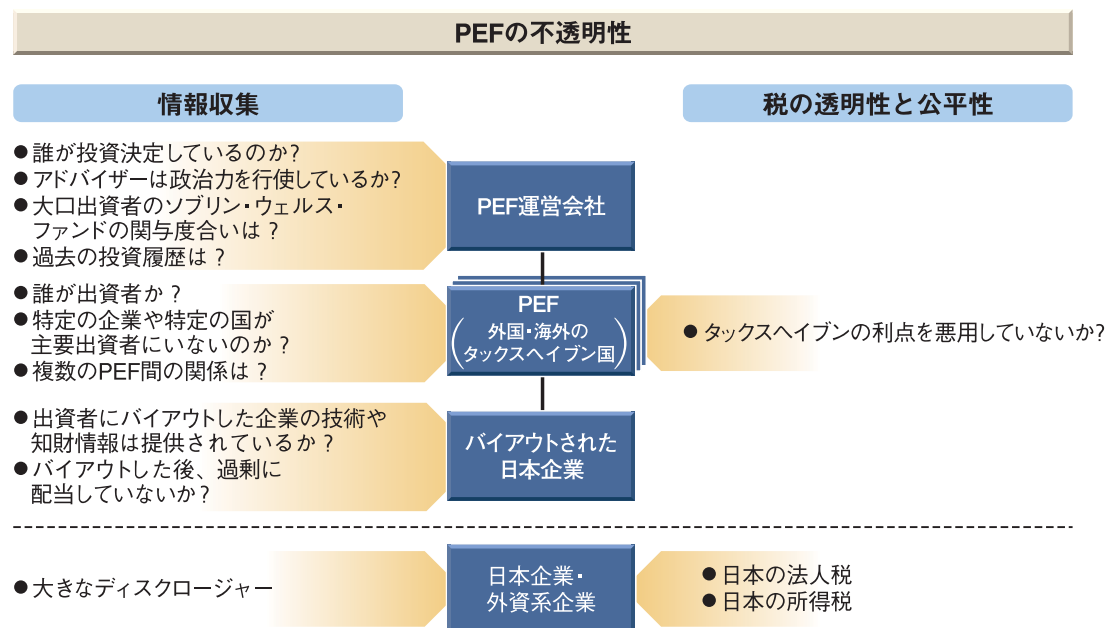 PEFの不透明性
情報収集
税の透明性と公平性
● 誰が投資決定しているのか?
● アドバイザーは政治力を行使しているか?
● 大口出資者のソブリン・ウェルス・
ファンドの関与度合いは?
● 過去の投資履歴は?
PEF運営会社
● 誰が出資者か?
● 特定の企業や特定の国が
主要出資者にいないのか?
● 複数のPEF間の関係は?
PEF
(外国・海外の
タックスヘイブン国)
● タックスヘイブンの利点を悪用していないか?
● 出資者にバイアウトした企業の技術や
知財情報は提供されているか?
● バイアウトした後、過剰に
配当していないか?
バイアウトされた
日本企業
● 大きなディスクロージャー
日本企業・
外資系企業
● 日本の法人税
● 日本の所得税